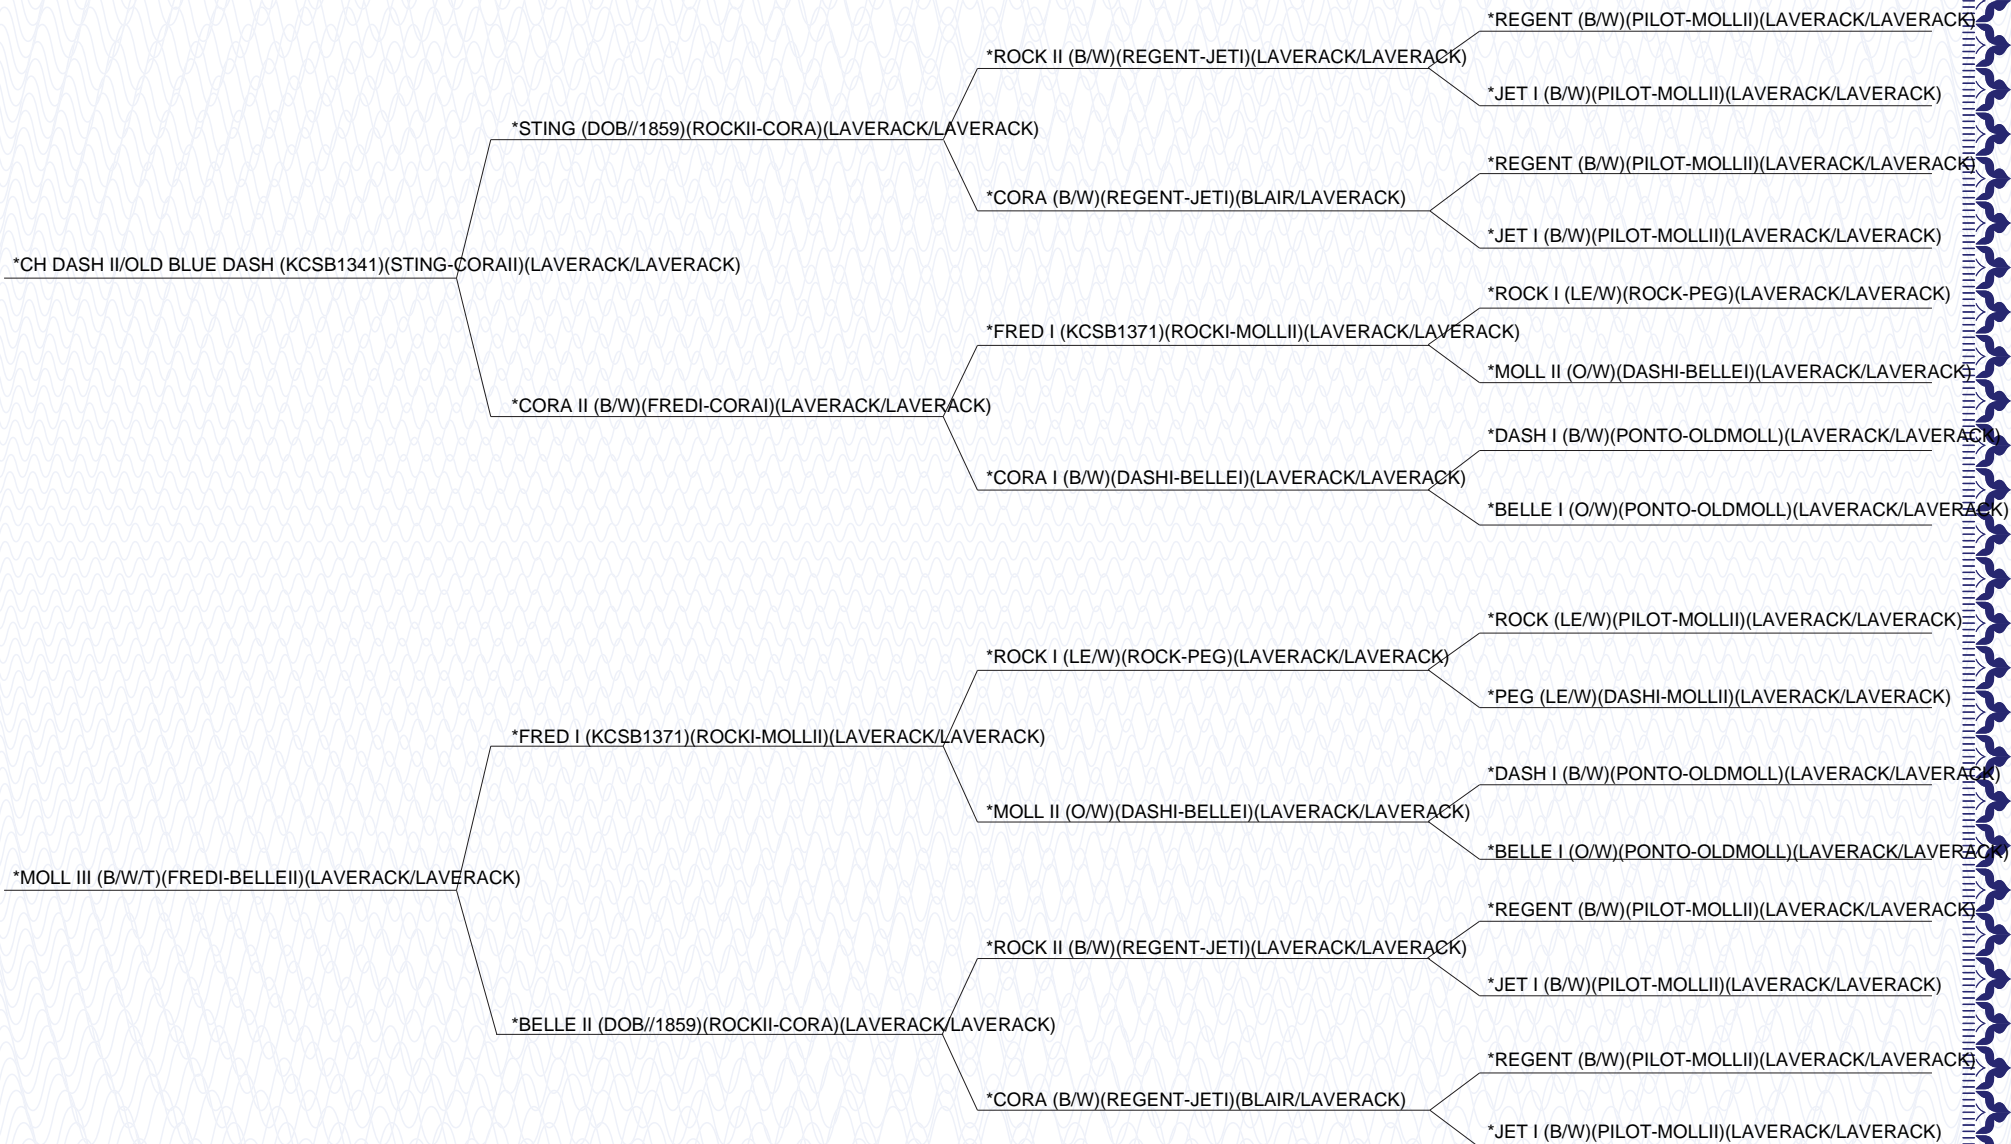 *REGENT (B/W)(PILOT-MOLLII)(LAVERACK/LAVERACK)
*ROCK II (B/W)(REGENT-JETI)(LAVERACK/LAVERACK)
*JET I (B/W)(PILOT-MOLLII)(LAVERACK/LAVERACK)
*STING (DOB//1859)(ROCKII-CORA)(LAVERACK/LAVERACK)
*REGENT (B/W)(PILOT-MOLLII)(LAVERACK/LAVERACK)
*CORA (B/W)(REGENT-JETI)(BLAIR/LAVERACK)
*JET I (B/W)(PILOT-MOLLII)(LAVERACK/LAVERACK)
*CH DASH II/OLD BLUE DASH (KCSB1341)(STING-CORAII)(LAVERACK/LAVERACK)
*ROCK I (LE/W)(ROCK-PEG)(LAVERACK/LAVERACK)
*FRED I (KCSB1371)(ROCKI-MOLLII)(LAVERACK/LAVERACK)
*MOLL II (O/W)(DASHI-BELLEI)(LAVERACK/LAVERACK)
*CORA II (B/W)(FREDI-CORAI)(LAVERACK/LAVERACK)
*DASH I (B/W)(PONTO-OLDMOLL)(LAVERACK/LAVERACK)
*CORA I (B/W)(DASHI-BELLEI)(LAVERACK/LAVERACK)
*BELLE I (O/W)(PONTO-OLDMOLL)(LAVERACK/LAVERACK)
*ROCK (LE/W)(PILOT-MOLLII)(LAVERACK/LAVERACK)
*ROCK I (LE/W)(ROCK-PEG)(LAVERACK/LAVERACK)
*PEG (LE/W)(DASHI-MOLLII)(LAVERACK/LAVERACK)
*FRED I (KCSB1371)(ROCKI-MOLLII)(LAVERACK/LAVERACK)
*DASH I (B/W)(PONTO-OLDMOLL)(LAVERACK/LAVERACK)
*MOLL II (O/W)(DASHI-BELLEI)(LAVERACK/LAVERACK)
*BELLE I (O/W)(PONTO-OLDMOLL)(LAVERACK/LAVERACK)
*MOLL III (B/W/T)(FREDI-BELLEII)(LAVERACK/LAVERACK)
*REGENT (B/W)(PILOT-MOLLII)(LAVERACK/LAVERACK)
*ROCK II (B/W)(REGENT-JETI)(LAVERACK/LAVERACK)
*JET I (B/W)(PILOT-MOLLII)(LAVERACK/LAVERACK)
*BELLE II (DOB//1859)(ROCKII-CORA)(LAVERACK/LAVERACK)
*REGENT (B/W)(PILOT-MOLLII)(LAVERACK/LAVERACK)
*CORA (B/W)(REGENT-JETI)(BLAIR/LAVERACK)
*JET I (B/W)(PILOT-MOLLII)(LAVERACK/LAVERACK)